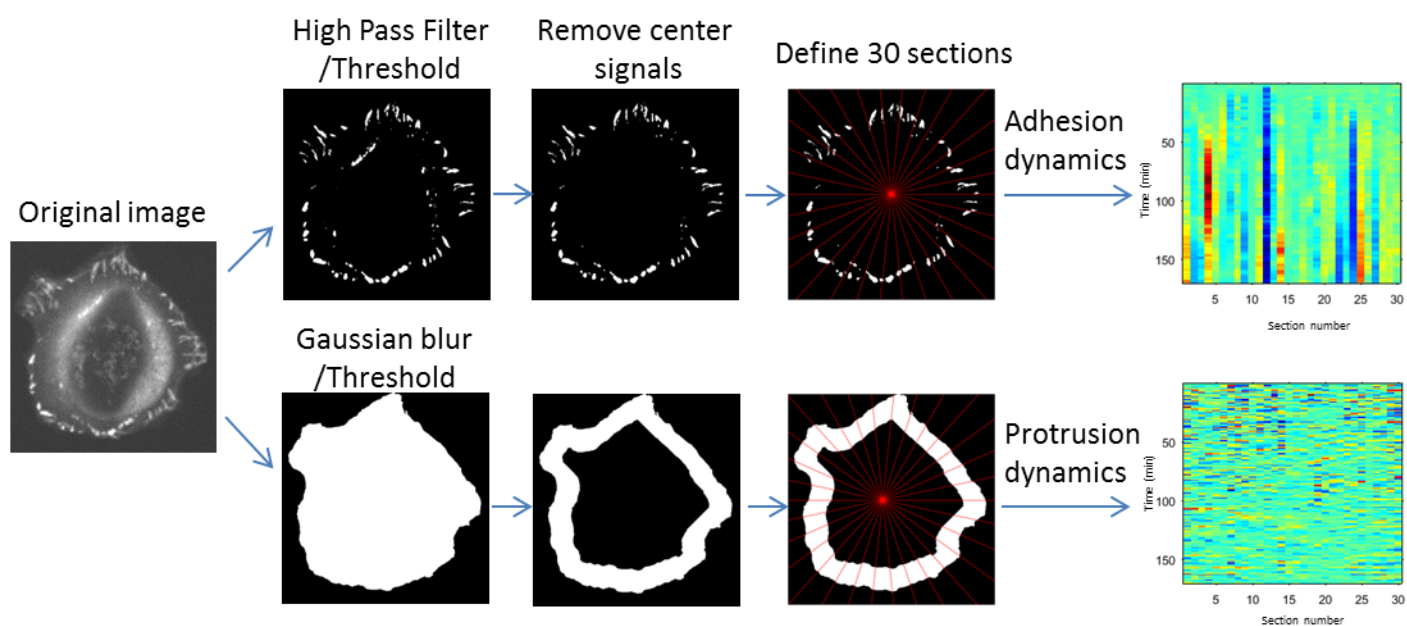 High Pass Filter
/Threshold
Remove center
signals
Define 30 sections
Adhesion
dynamics
Original image
50
100
150
Time (min)
5 10 15 20 25 30
Section number
Gaussian blur
/Threshold
Protrusion
dynamics
50
100
150
Time (min)
5 10 15 20 25 30
Section number